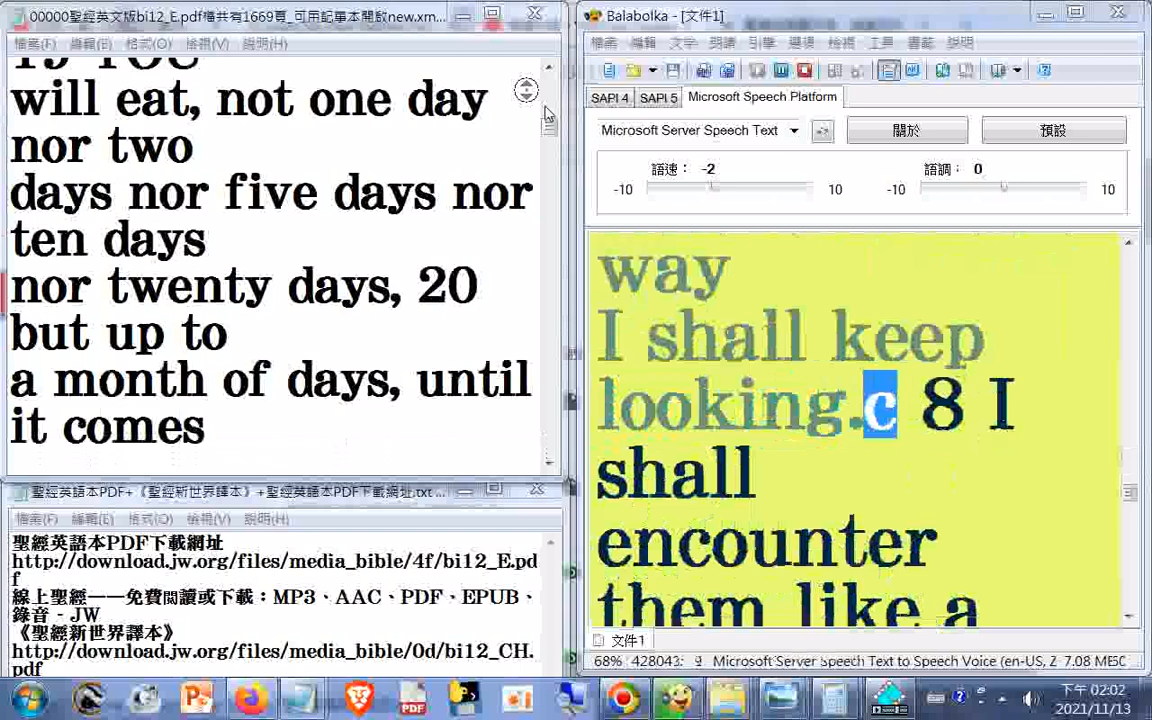 00000聖經英文版bi12_E.pdf檔共有1669頁_可用記事本開啟new.xm...
檔案(F) 編輯(E) 格式(O) 檢視(V) 說明(H)
19 YOU
will eat, not one day
nor two
days nor five days nor
ten days
nor twenty days, 20
but up to
a month of days, until
it comes
聖經英語本PDF+《聖經新世界譯本》+聖經英語本PDF下載網址.txt ...
檔案(F) 編輯(E) 格式(O) 檢視(V) 說明(H)
聖經英語本PDF下載網址
http://download.jw.org/files/media_bible/4f/bi12_E.pd
f
線上聖經——免費閱讀或下載：MP3、AAC、PDF、EPUB、
錄音 - JW
《聖經新世界譯本》
http://download.jw.org/files/media_bible/0d/bi12_CH.
pdf
Balabolka - [文件1]
檔案 編輯 文字 朗讀 引擎 選項 檢視 工具 書籤 說明
SAPI 4 SAPI 5 Microsoft Speech Platform
Microsoft Server Speech Text 關於 預設
語速： -2 語調： 0
-10 10 -10 10
way
I shall keep
looking.c 8 I
shall
encounter
them like a
文件1
68% 428043: 9 Microsoft Server Speech Text to Speech Voice (en-US, Z 7.08 МБ
下午 02:02
2021/11/13